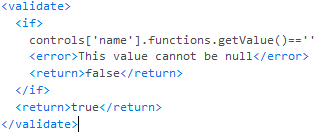 <validate>
<if>
controls['name'].functions.getValue()==''
<error>This value cannot be null</error>
<return>false</return>
</if>
<return>true</return>
</validate>